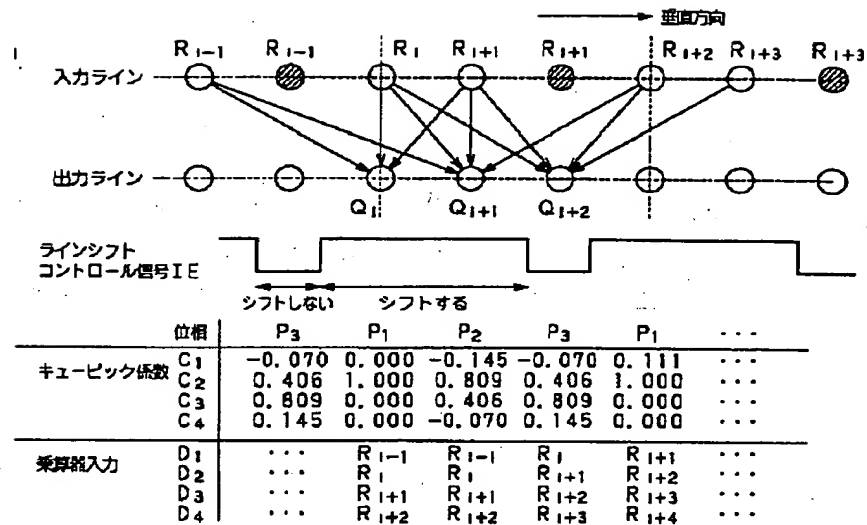 垂直方向
R i-1 R i-1 R i R i+1 R i+1 R i+2 R i+3 R i+3
入力ライン
出力ライン
Q i Q i+1 Q i+2
ラインシフト
コントロール信号IE
シフトしない シフトする
位相 P3 P1 P2 P3 P1 ・・・
キュービック係数
C1 -0.070 0.000 -0.145 -0.070 0.111 ・・・
C2 0.406 1.000 0.809 0.406 1.000 ・・・
C3 0.809 0.000 0.406 0.809 0.000 ・・・
C4 0.145 0.000 -0.070 0.145 0.000 ・・・
乗算器入力
D1 ・・・ R i-1 R i-1 R i R i+1 ・・・
D2 ・・・ R i R i R i+1 R i+2 ・・・
D3 ・・・ R i+1 R i+1 R i+2 R i+3 ・・・
D4 ・・・ R i+2 R i+2 R i+3 R i+4 ・・・